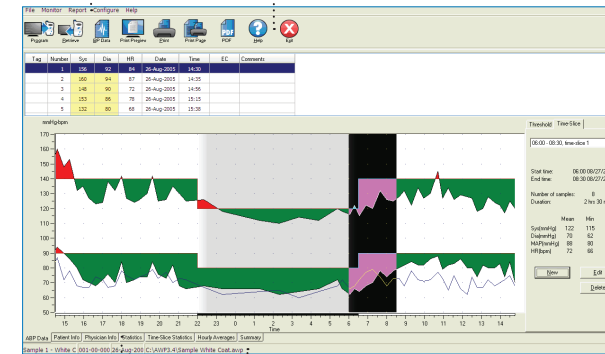 File Monitor Report Configure Help
Program Retrieve BP Data Print Preview Print Print Page PDF Help Exit
Tag Number Sys Dia HR Date Time EC Comments
1 156 92 84 26-Aug-2005 14:30
2 160 94 87 26-Aug-2005 14:35
3 148 90 72 26-Aug-2005 14:56
4 153 86 78 26-Aug-2005 15:15
5 132 80 68 26-Aug-2005 15:38
mmHg-bpm
170
160
150
140
130
120
110
100
90
80
70
60
50
15 16 17 18 19 20 21 22 23 0 1 2 3 4 5 6 7 8 9 10 11 12 13 14
Time
Threshold Time-Slice
06:00 - 08:30, time-slice 1
Start time: 06:00 08/27/2
End time: 08:30 08/27/2
Number of samples: 8
Duration: 2 hrs 30 m
Mean Min
Sys(mmHg) 122 115
Dia(mmHg) 70 62
MAP(mmHg) 88 80
HR(bpm) 72 66
New Edit
Delete
ABP Data Patient Info Physician Info Statistics Time-Slice Statistics Hourly Averages Summary
Sample 1 - White C 001-00-000 26-Aug-200 C:\AWF3.4\Sample White Coat.awp